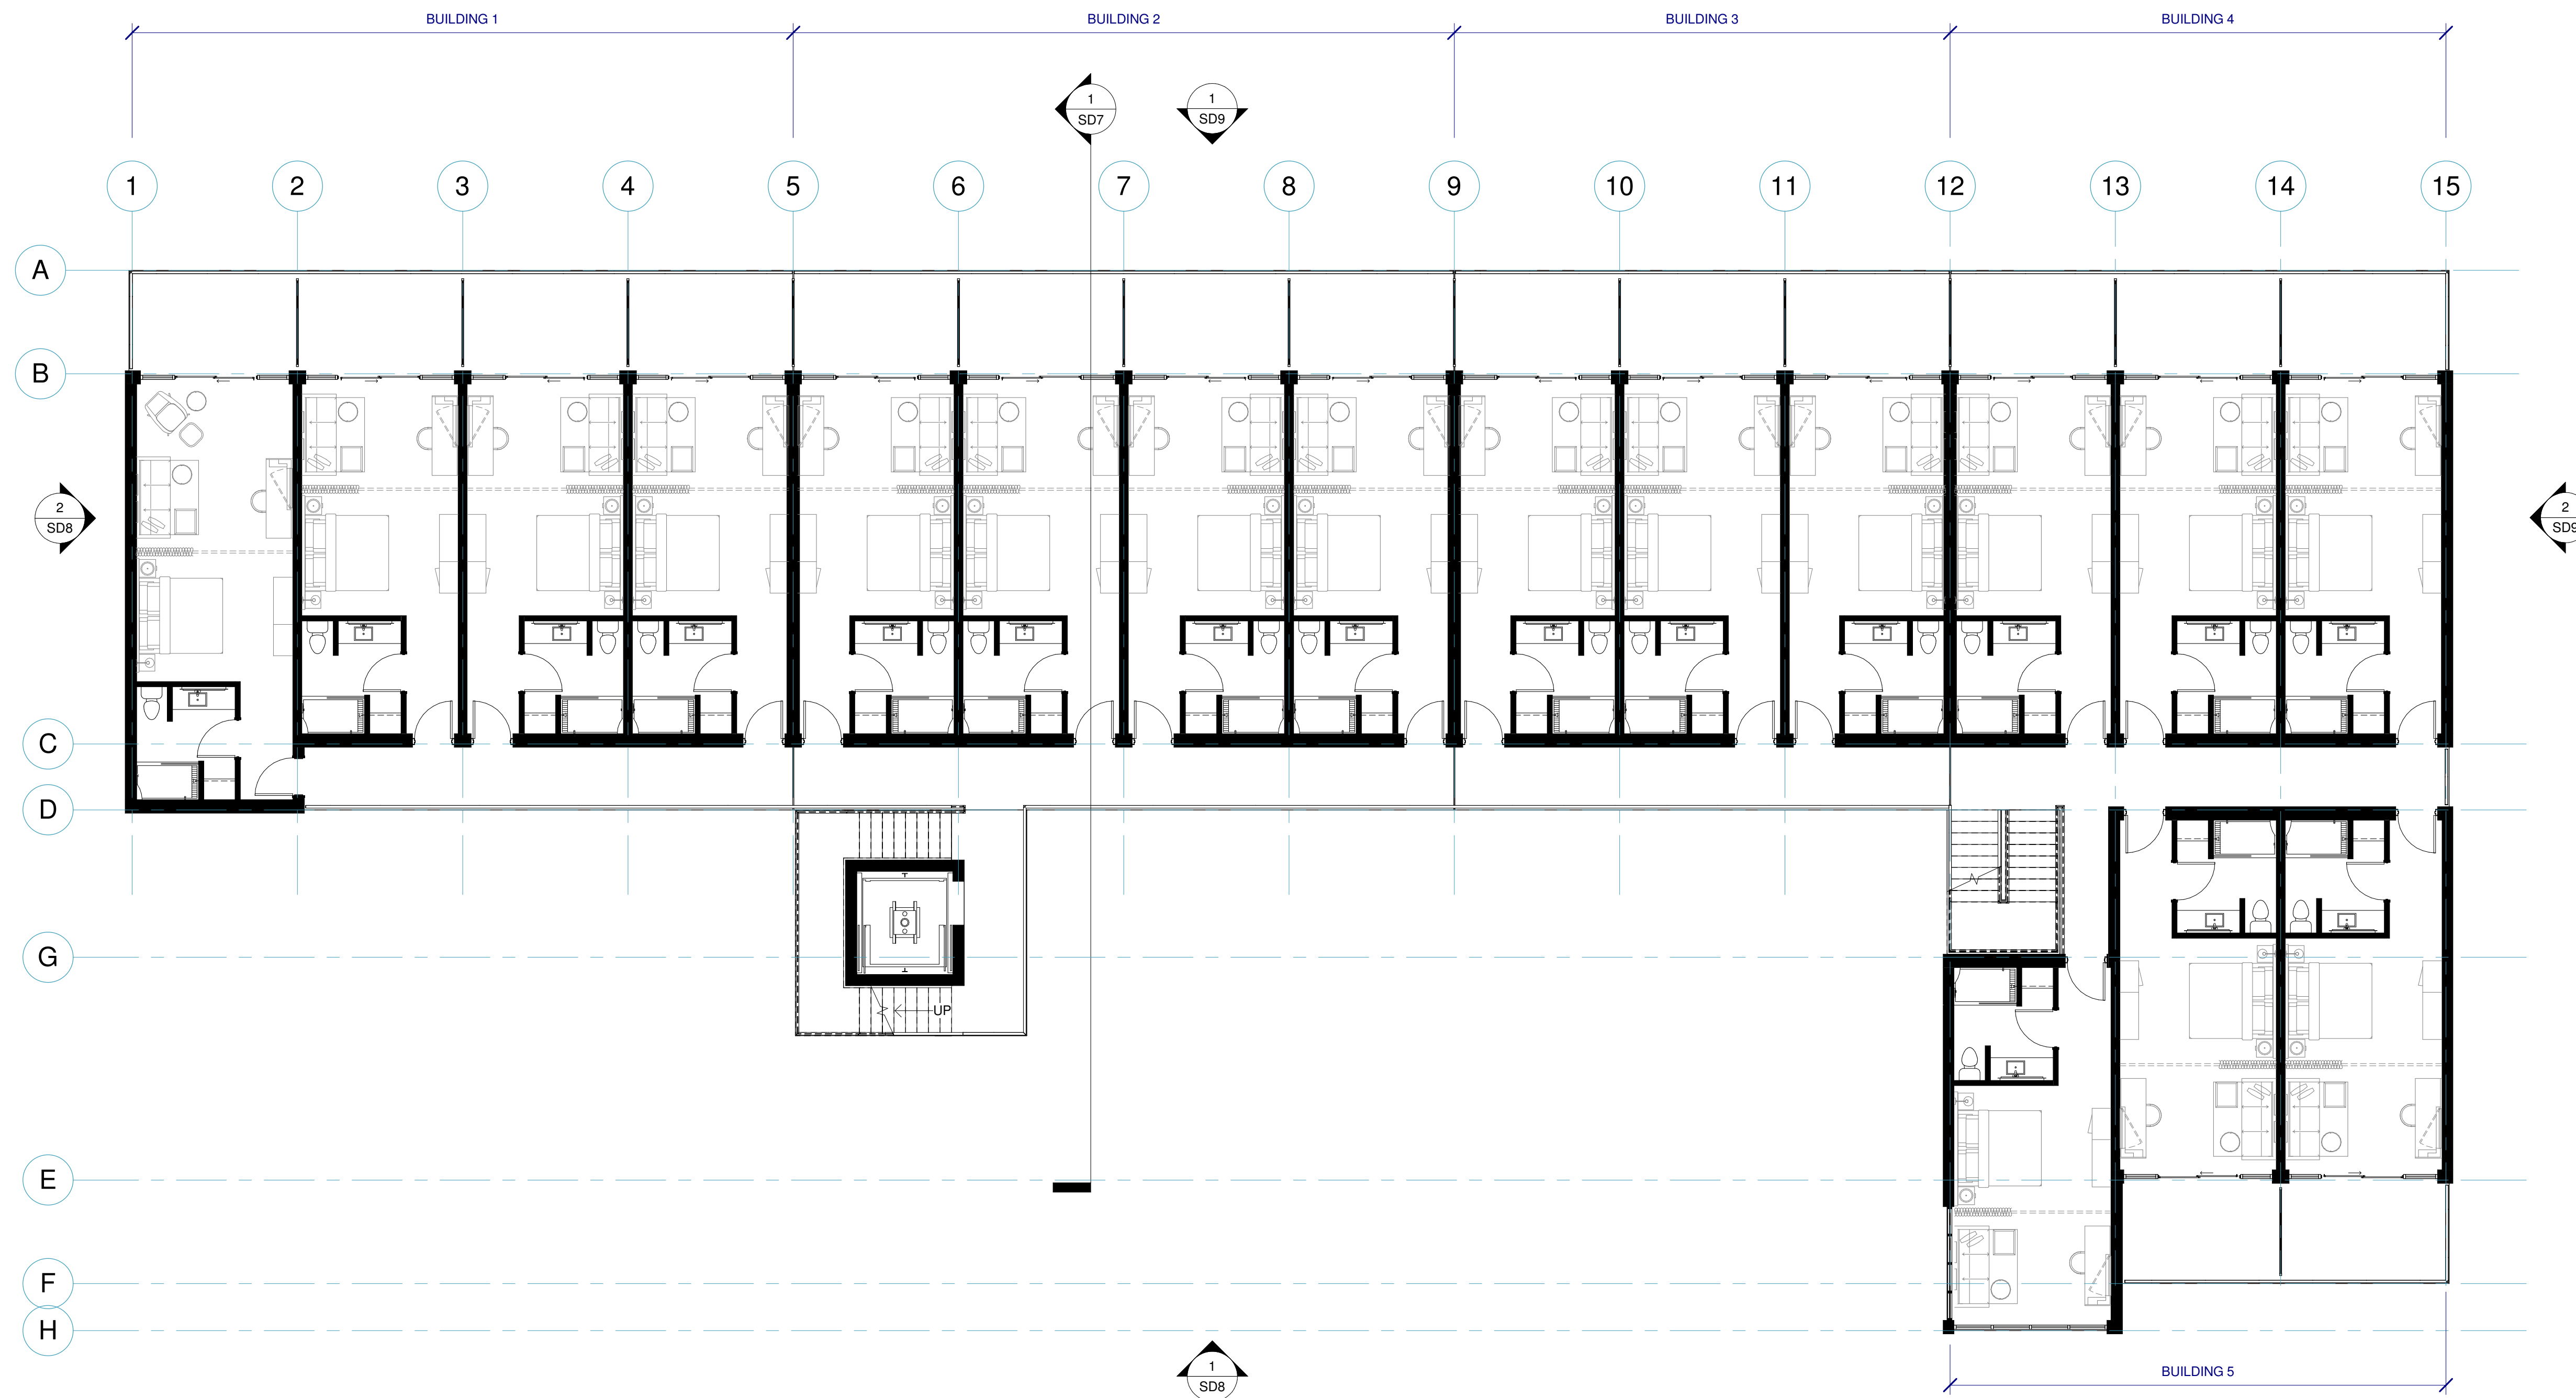 BUILDING 1 BUILDING 2 BUILDING 3 BUILDING 4
1
SD7
1
SD9
1 2 3 4 5 6 7 8 9 10 11 12 13 14 15
A
B
2
SD8
2
SD9
C
D
G
UP
E
F
H
1
SD8
BUILDING 5